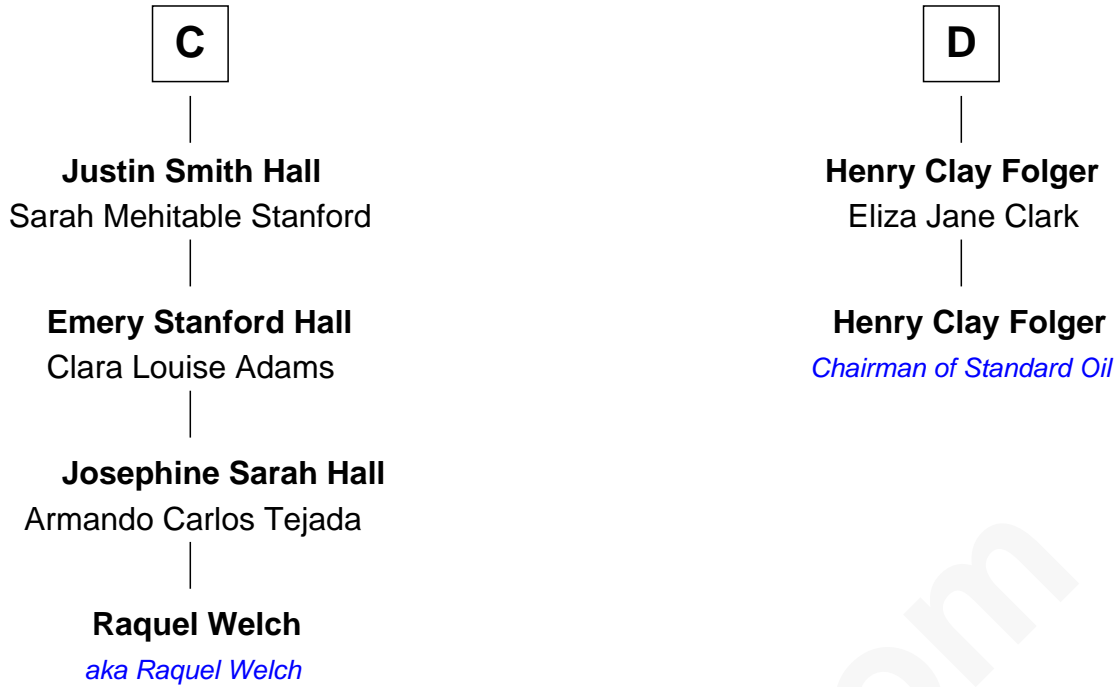 C
Justin Smith Hall
Sarah Mehitable Stanford
Emery Stanford Hall
Clara Louise Adams
Josephine Sarah Hall
Armando Carlos Tejada
Raquel Welch
aka Raquel Welch
D
Henry Clay Folger
Eliza Jane Clark
Henry Clay Folger
Chairman of Standard Oil
om